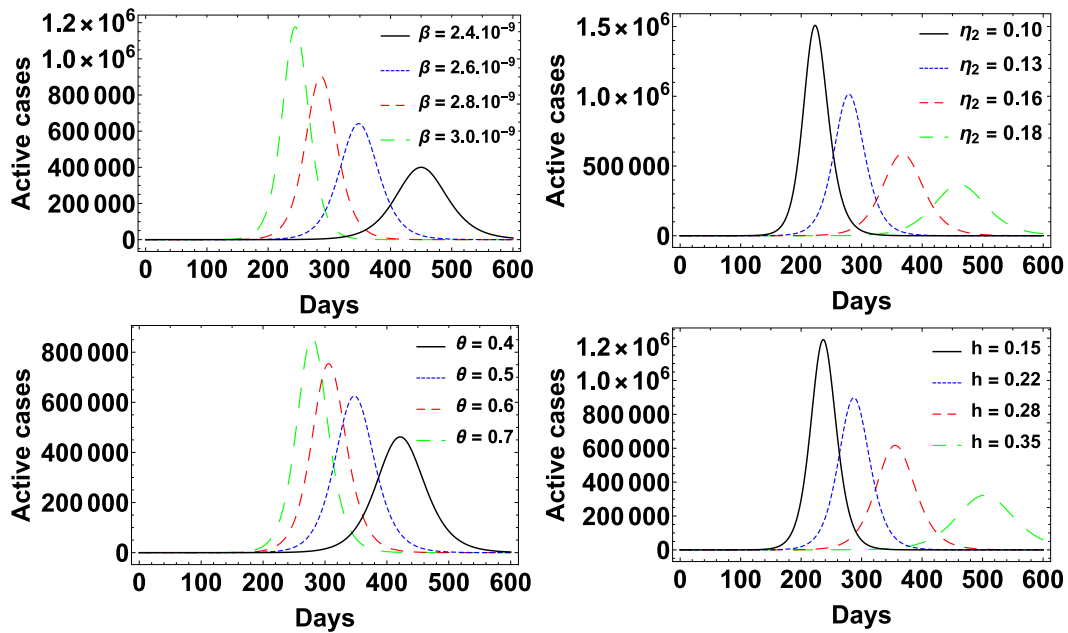 Active cases
1.2×10⁶
1.×10⁶
800 000
600 000
400 000
200 000
0
0 100 200 300 400 500 600
Days
β = 2.4.10⁻⁹
β = 2.6.10⁻⁹
β = 2.8.10⁻⁹
β = 3.0.10⁻⁹
Active cases
1.5×10⁶
1.×10⁶
500 000
0
0 100 200 300 400 500 600
Days
η₂ = 0.10
η₂ = 0.13
η₂ = 0.16
η₂ = 0.18
Active cases
800 000
600 000
400 000
200 000
0
0 100 200 300 400 500 600
Days
θ = 0.4
θ = 0.5
θ = 0.6
θ = 0.7
Active cases
1.2×10⁶
1.×10⁶
800 000
600 000
400 000
200 000
0
0 100 200 300 400 500 600
Days
h = 0.15
h = 0.22
h = 0.28
h = 0.35